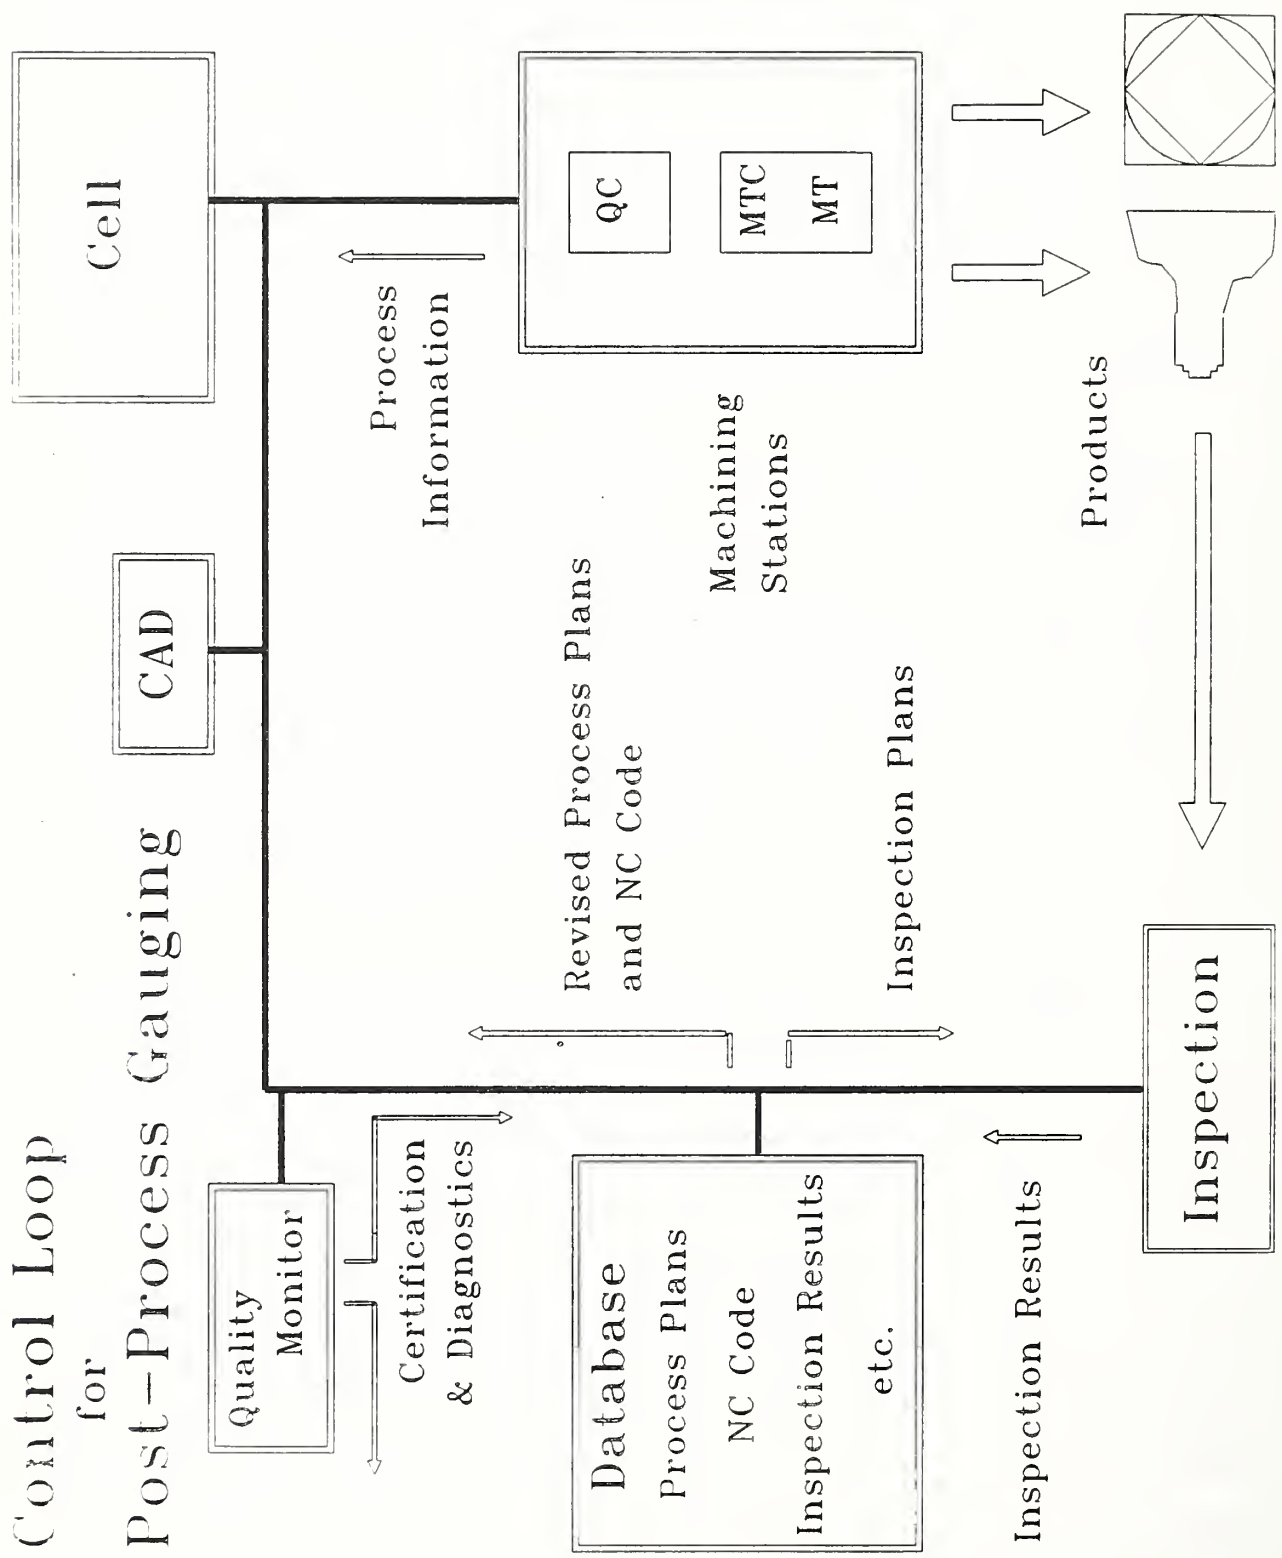 Control Loop
for
Post-Process Gauging
Quality
Monitor
CAD
Cell
Certification
& Diagnostics
Process
Information
Database
Process Plans
NC Code
Inspection Results
etc.
Revised Process Plans
and NC Code
Inspection Plans
Machining
Stations
QC
MTC
MT
Inspection Results
Inspection
Products